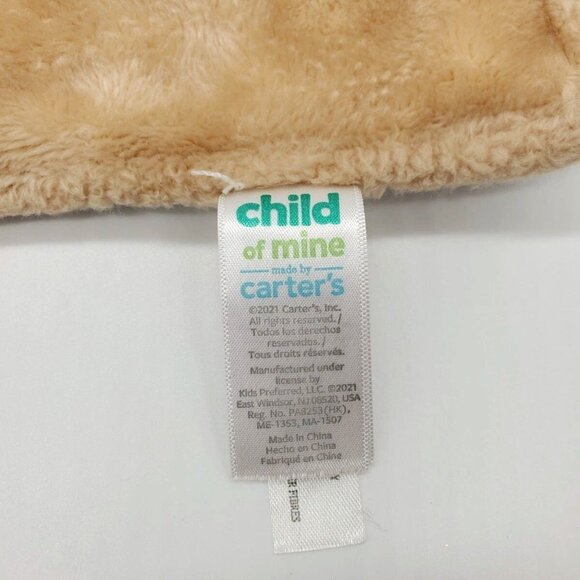 child
of mine
made by
carter's
©2021 Carter's, Inc.
All rights reserved. /
Todos los derechos
reservados. /
Tous droits réservés.
Manufactured under
license by
Kids Preferred, LLC. ©2021
East Windsor, NJ 08520, USA
Reg. No. PA8253(HK),
ME-1353, MA-1507
Made in China
Hecho en China
Fabriqué en Chine
FIBRES